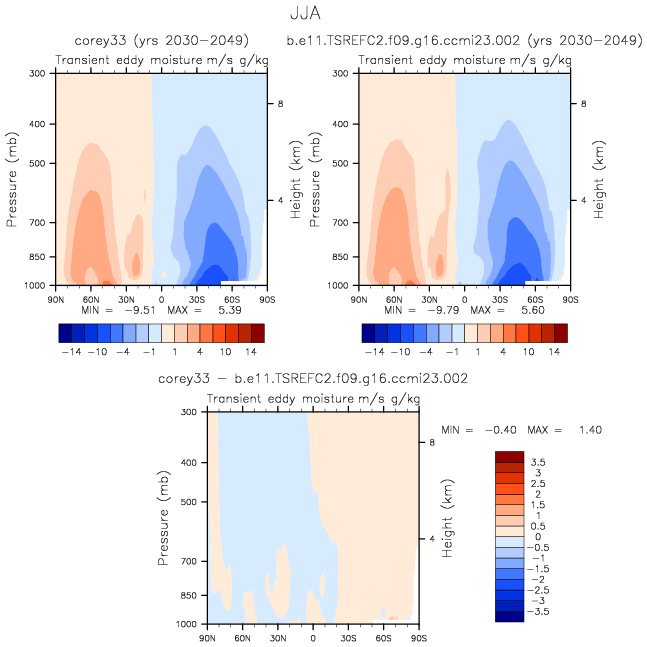 JJA
corey33 (yrs 2030-2049)
b.e11.TSREFC2.f09.g16.ccmi23.002 (yrs 2030-2049)
Transient eddy moisture m/s g/kg
Transient eddy moisture m/s g/kg
300
400
500
700
850
1000
Pressure (mb)
8
4
Height (km)
90N 60N 30N 0 30S 60S 90S
MIN = -9.51 MAX = 5.39
-14 -10 -4 -1 1 4 10 14
300
400
500
700
850
1000
Pressure (mb)
8
4
Height (km)
90N 60N 30N 0 30S 60S 90S
MIN = -9.79 MAX = 5.60
-14 -10 -4 -1 1 4 10 14
corey33 - b.e11.TSREFC2.f09.g16.ccmi23.002
Transient eddy moisture m/s g/kg
300
400
500
700
850
1000
Pressure (mb)
8
4
Height (km)
90N 60N 30N 0 30S 60S 90S
MIN = -0.40 MAX = 1.40
3.5
3
2.5
2
1.5
1
0.5
0
-0.5
-1
-1.5
-2
-2.5
-3
-3.5